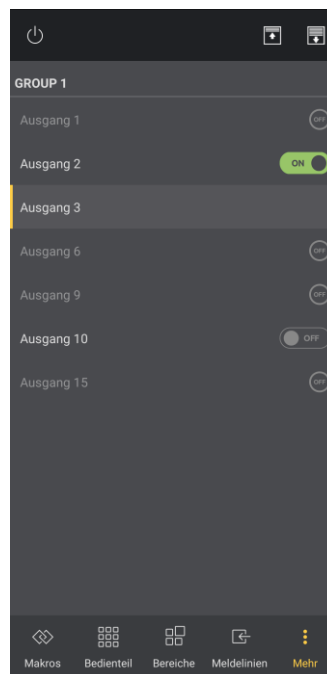 GROUP 1
Ausgang 1 OFF
Ausgang 2 ON
Ausgang 3
Ausgang 6 OFF
Ausgang 9 OFF
Ausgang 10 OFF
Ausgang 15 OFF
Makros Bedienteil Bereiche Meldelinien Mehr